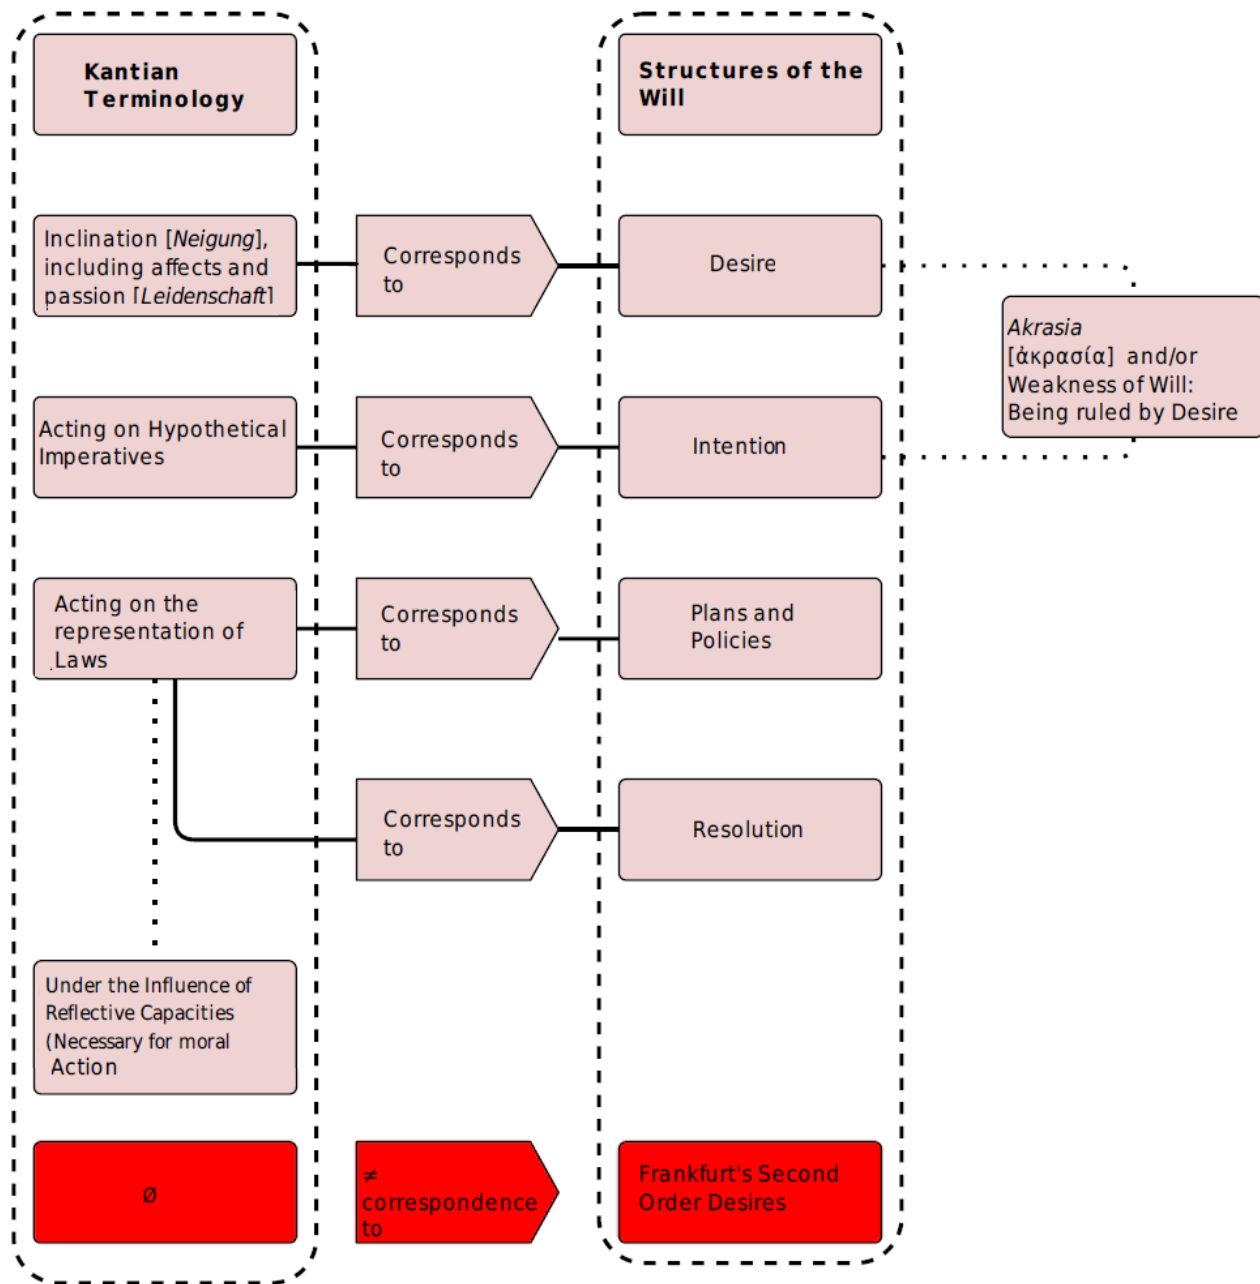 Kantian
Terminology
Structures of the
Will
Inclination [Neigung],
including affects and
passion [Leidenschaft]
Corresponds
to
Desire
Akrasia
[ἀκρασία] and/or
Weakness of Will:
Being ruled by Desire
Acting on Hypothetical
Imperatives
Corresponds
to
Intention
Acting on the
representation of
Laws
Corresponds
to
Plans and
Policies
Corresponds
to
Resolution
Under the Influence of
Reflective Capacities
(Necessary for moral
Action
Ø
≠
correspondence
to
Frankfurt's Second
Order Desires